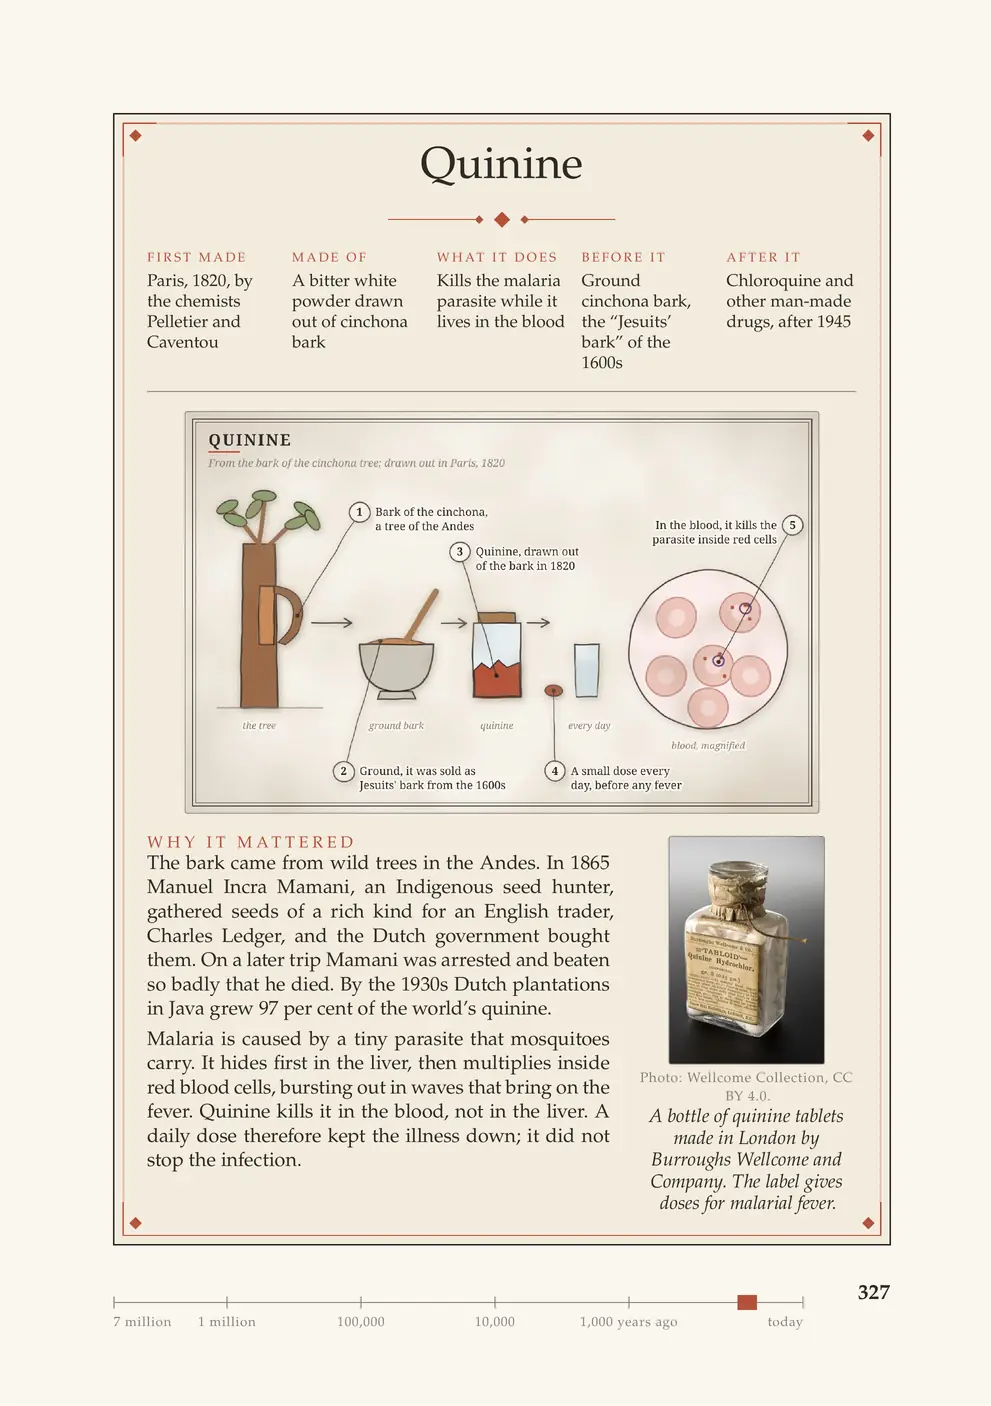 Quinine
FIRST MADE
Paris, 1820, by
the chemists
Pelletier and
Caventou
MADE OF
A bitter white
powder drawn
out of cinchona
bark
WHAT IT DOES
Kills the malaria
parasite while it
lives in the blood
BEFORE IT
Ground
cinchona bark,
the “Jesuits’
bark” of the
1600s
AFTER IT
Chloroquine and
other man-made
drugs, after 1945
QUININE
From the bark of the cinchona tree; drawn out in Paris, 1820
1 Bark of the cinchona,
a tree of the Andes
3 Quinine, drawn out
of the bark in 1820
In the blood, it kills the 5
parasite inside red cells
the tree
ground bark
quinine
every day
blood, magnified
2 Ground, it was sold as
Jesuits' bark from the 1600s
4 A small dose every
day, before any fever
WHY IT MATTERED
The bark came from wild trees in the Andes. In 1865
Manuel Incra Mamani, an Indigenous seed hunter,
gathered seeds of a rich kind for an English trader,
Charles Ledger, and the Dutch government bought
them. On a later trip Mamani was arrested and beaten
so badly that he died. By the 1930s Dutch plantations
in Java grew 97 per cent of the world’s quinine.
Malaria is caused by a tiny parasite that mosquitoes
carry. It hides first in the liver, then multiplies inside
red blood cells, bursting out in waves that bring on the
fever. Quinine kills it in the blood, not in the liver. A
daily dose therefore kept the illness down; it did not
stop the infection.
Burroughs Wellcome & Co.
"TABLOID"
Quinine Hydrochlor.
Photo: Wellcome Collection, CC
BY 4.0.
A bottle of quinine tablets
made in London by
Burroughs Wellcome and
Company. The label gives
doses for malarial fever.
327
7 million
1 million
100,000
10,000
1,000 years ago
today